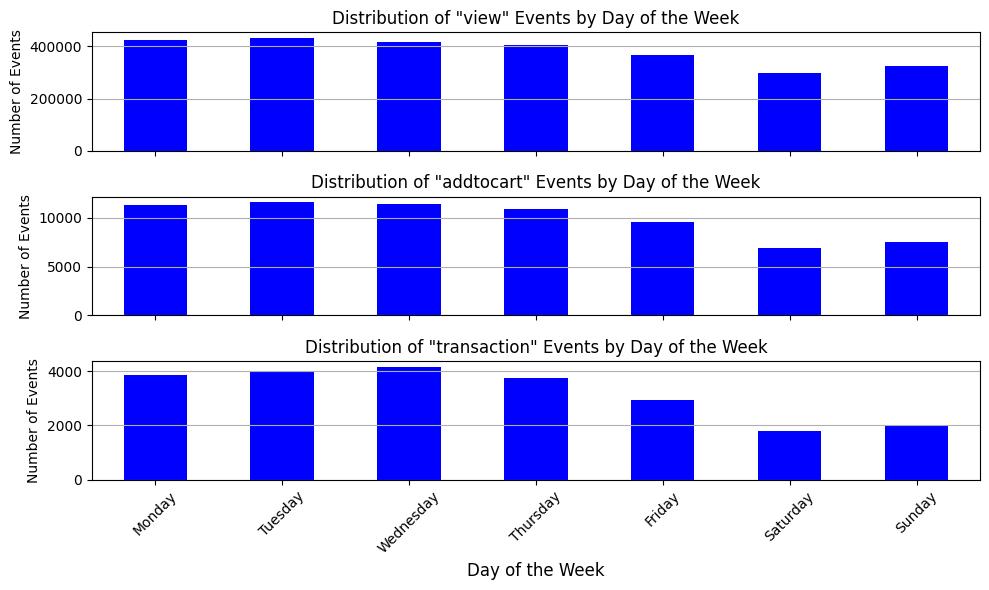 Distribution of "view" Events by Day of the Week
Number of Events
400000
200000
0
Distribution of "addtocart" Events by Day of the Week
Number of Events
10000
5000
0
Distribution of "transaction" Events by Day of the Week
Number of Events
4000
2000
0
Monday
Tuesday
Wednesday
Thursday
Friday
Saturday
Sunday
Day of the Week